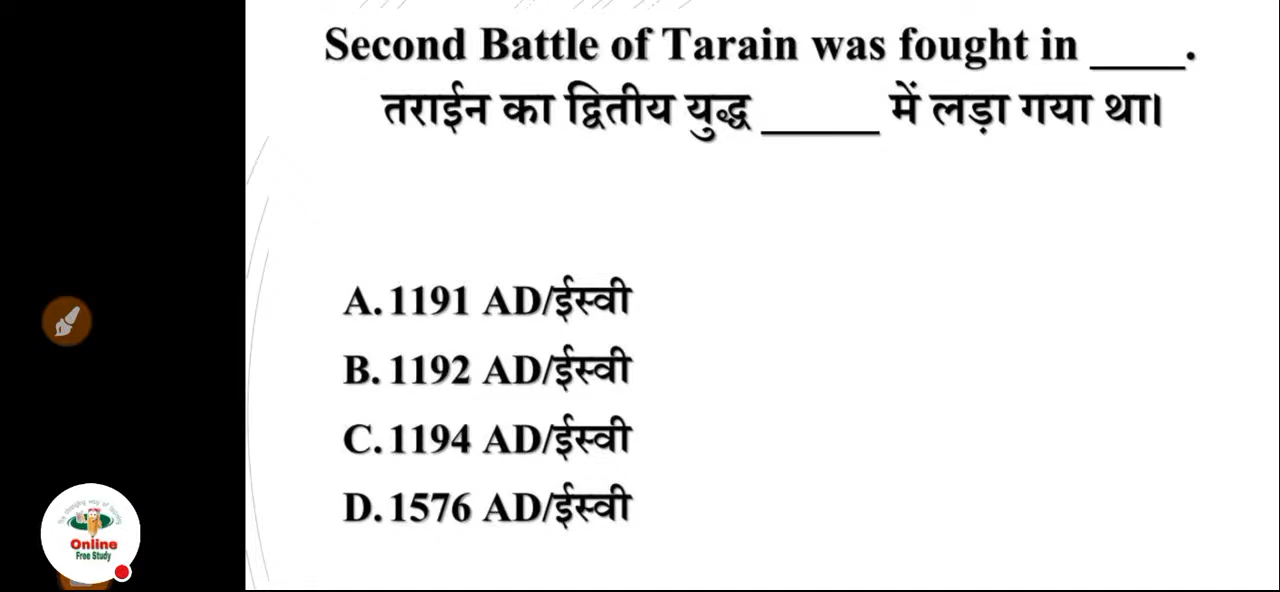 Second Battle of Tarain was fought in ____.
तराईन का द्वितीय युद्ध _____ में लड़ा गया था।
A. 1191 AD/ईस्वी
B. 1192 AD/ईस्वी
C. 1194 AD/ईस्वी
D. 1576 AD/ईस्वी
Online
Free Study